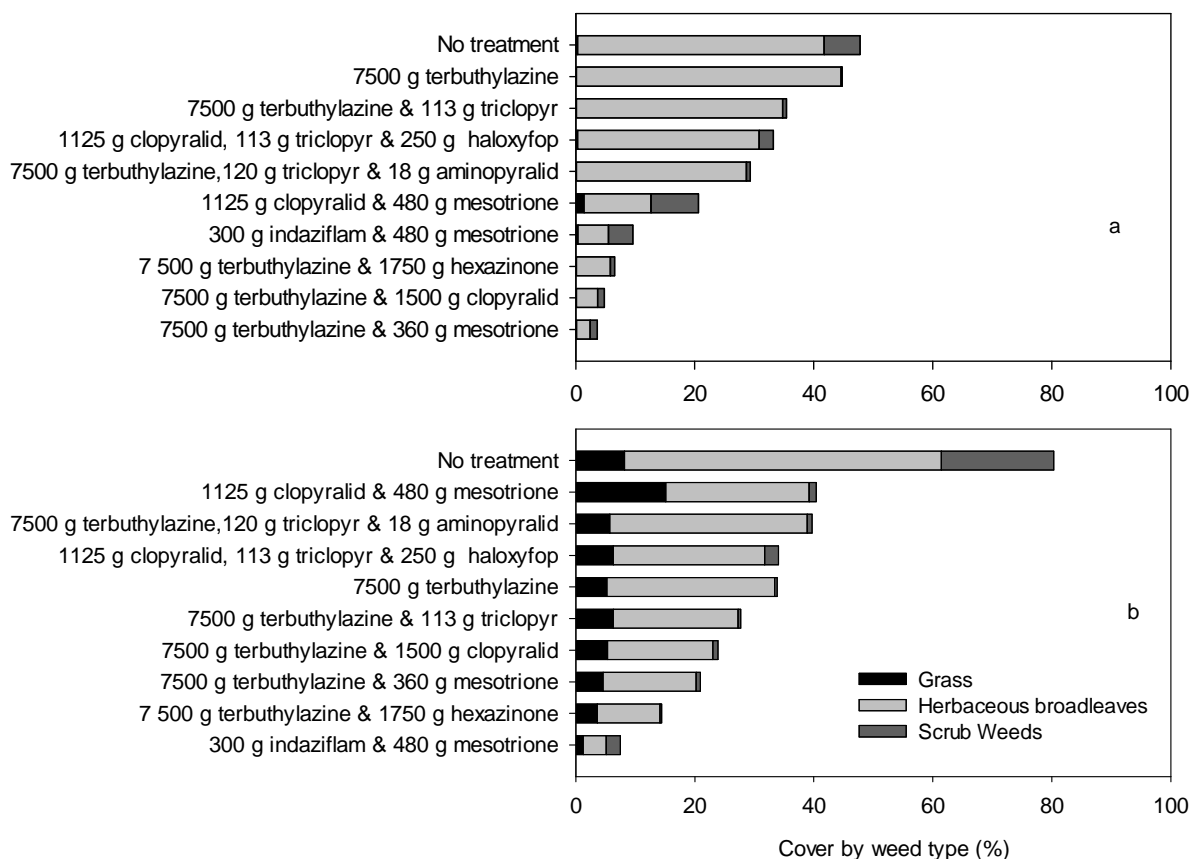 No treatment
7500 g terbuthylazine
7500 g terbuthylazine & 113 g triclopyr
1125 g clopyralid, 113 g triclopyr & 250 g  haloxyfop
7500 g terbuthylazine,120 g triclopyr & 18 g aminopyralid
1125 g clopyralid & 480 g mesotrione
300 g indaziflam & 480 g mesotrione
7 500 g terbuthylazine & 1750 g hexazinone
7500 g terbuthylazine & 1500 g clopyralid
7500 g terbuthylazine & 360 g mesotrione
a
0 20 40 60 80 100
No treatment
1125 g clopyralid & 480 g mesotrione
7500 g terbuthylazine,120 g triclopyr & 18 g aminopyralid
1125 g clopyralid, 113 g triclopyr & 250 g  haloxyfop
7500 g terbuthylazine
7500 g terbuthylazine & 113 g triclopyr
7500 g terbuthylazine & 1500 g clopyralid
7500 g terbuthylazine & 360 g mesotrione
7 500 g terbuthylazine & 1750 g hexazinone
300 g indaziflam & 480 g mesotrione
b
Grass
Herbaceous broadleaves
Scrub Weeds
0 20 40 60 80 100
Cover by weed type (%)